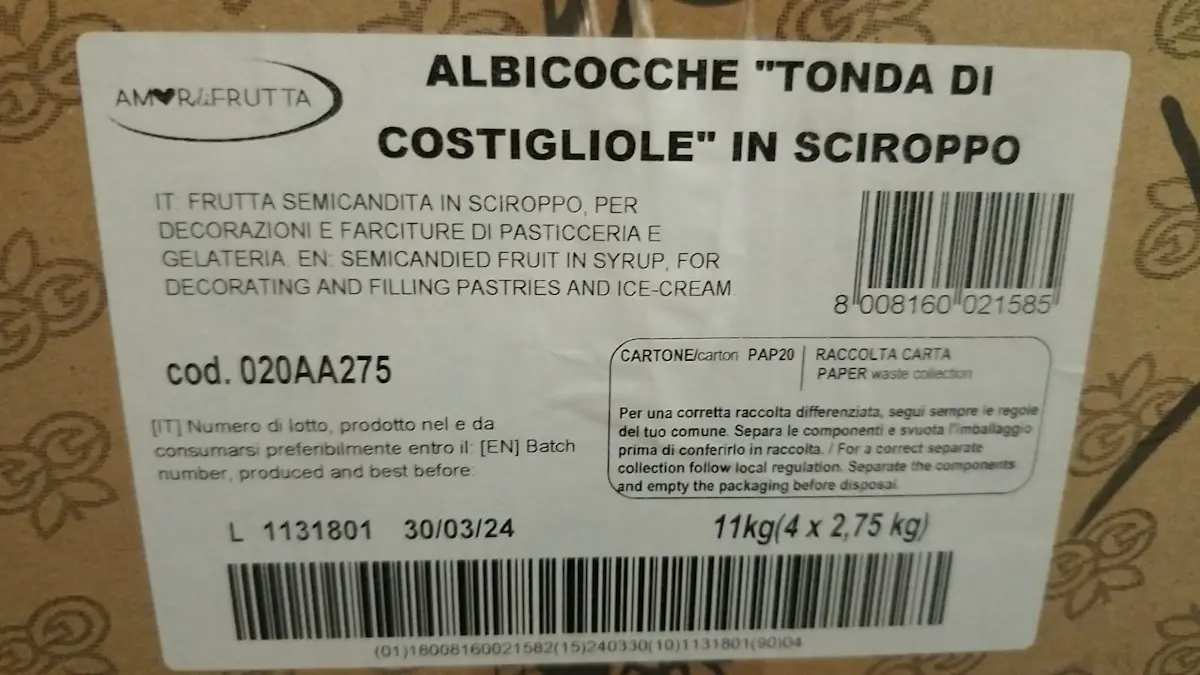 AMORdiFRUTTA
ALBICOCCHE "TONDA DI
COSTIGLIOLE" IN SCIROPPO
IT: FRUTTA SEMICANDITA IN SCIROPPO, PER
DECORAZIONI E FARCITURE DI PASTICCERIA E
GELATERIA. EN: SEMICANDIED FRUIT IN SYRUP, FOR
DECORATING AND FILLING PASTRIES AND ICE-CREAM.
8 008160 021585
cod. 020AA275
CARTONE/carton PAP20
RACCOLTA CARTA
PAPER waste collection
Per una corretta raccolta differenziata, segui sempre le regole
del tuo comune. Separa le componenti e svuota l'imballaggio
prima di conferirlo in raccolta. / For a correct separate
collection follow local regulation. Separate the components
and empty the packaging before disposal.
[IT] Numero di lotto, prodotto nel e da
consumarsi preferibilmente entro il: [EN] Batch
number, produced and best before:
L 1131801 30/03/24
11kg(4 x 2,75 kg)
(01)18008160021582(15)240330(10)1131801(90)04